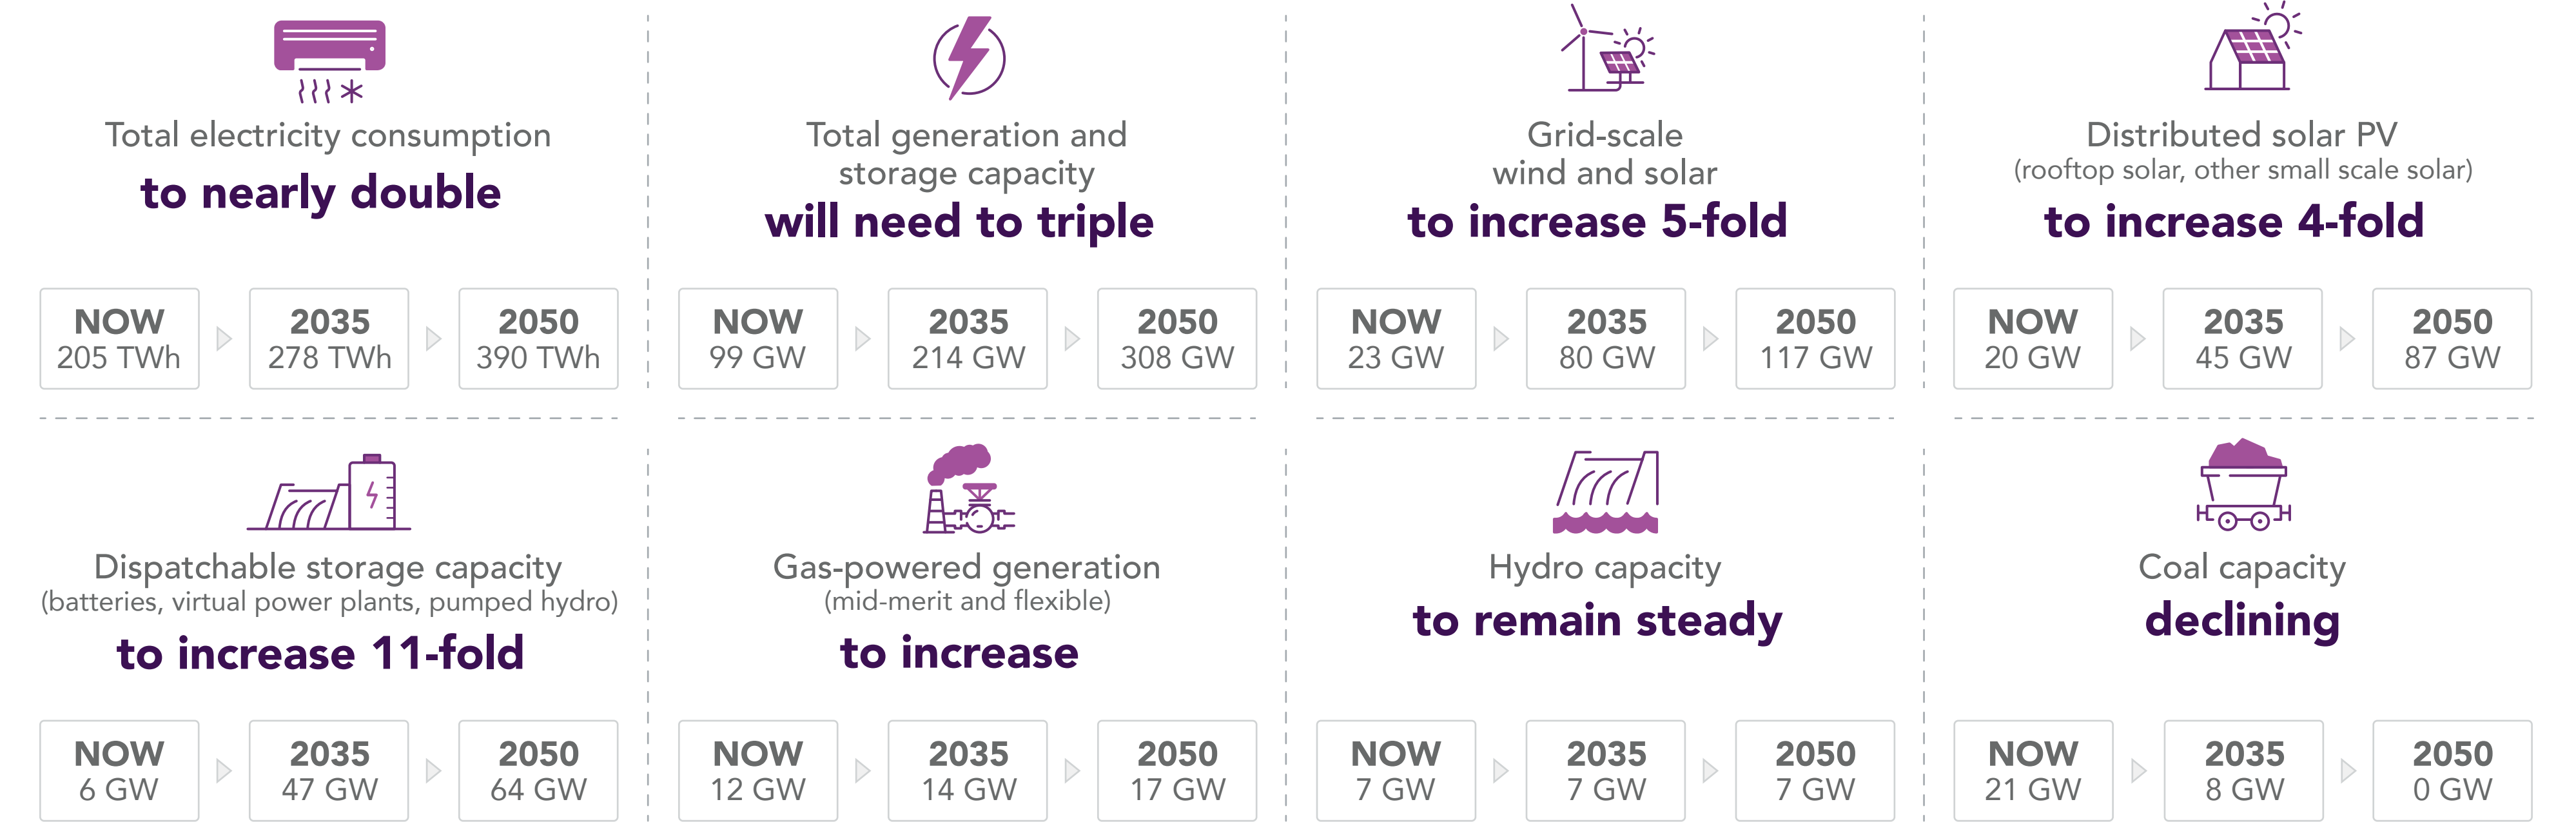 Total electricity consumption
to nearly double
NOW
205 TWh
2035
278 TWh
2050
390 TWh
Total generation and
storage capacity
will need to triple
NOW
99 GW
2035
214 GW
2050
308 GW
Grid-scale
wind and solar
to increase 5-fold
NOW
23 GW
2035
80 GW
2050
117 GW
Distributed solar PV
(rooftop solar, other small scale solar)
to increase 4-fold
NOW
20 GW
2035
45 GW
2050
87 GW
Dispatchable storage capacity
(batteries, virtual power plants, pumped hydro)
to increase 11-fold
NOW
6 GW
2035
47 GW
2050
64 GW
Gas-powered generation
(mid-merit and flexible)
to increase
NOW
12 GW
2035
14 GW
2050
17 GW
Hydro capacity
to remain steady
NOW
7 GW
2035
7 GW
2050
7 GW
Coal capacity
declining
NOW
21 GW
2035
8 GW
2050
0 GW